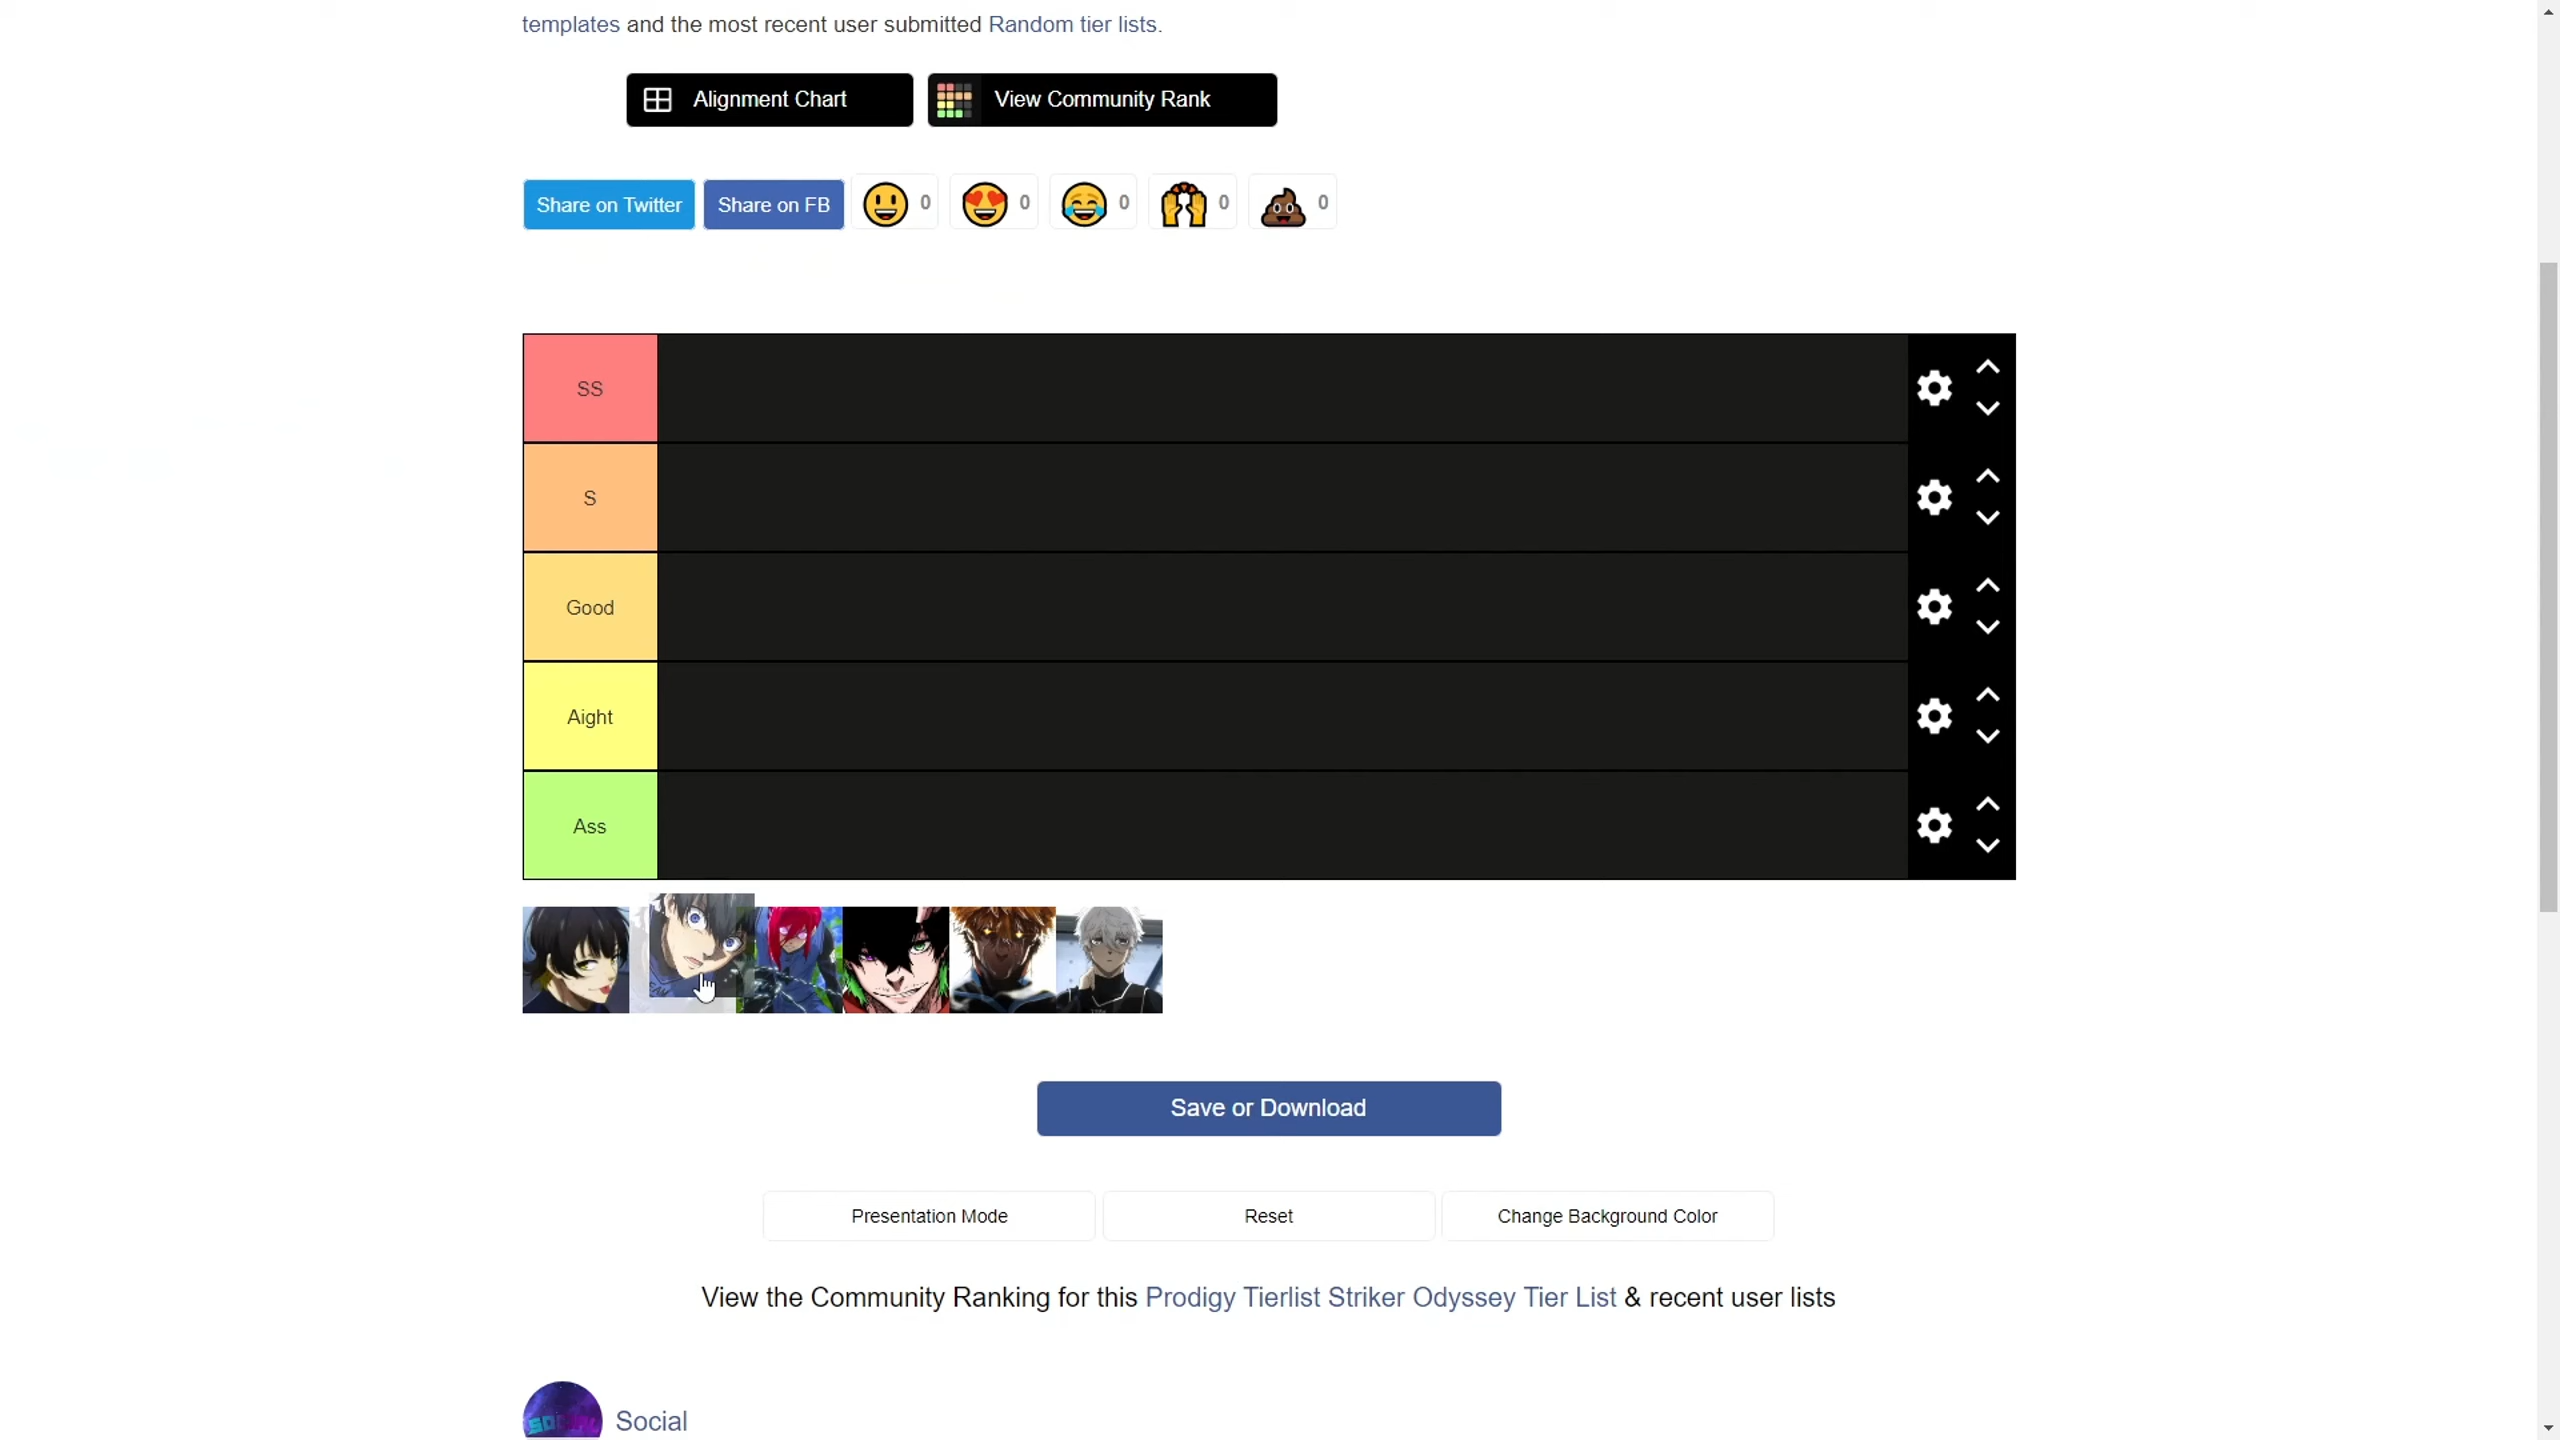 templates and the most recent user submitted Random tier lists.
Alignment Chart
View Community Rank
Share on Twitter
Share on FB
0
0
0
0
0
SS
S
Good
Aight
Ass
Save or Download
Presentation Mode
Reset
Change Background Color
View the Community Ranking for this Prodigy Tierlist Striker Odyssey Tier List & recent user lists
Social